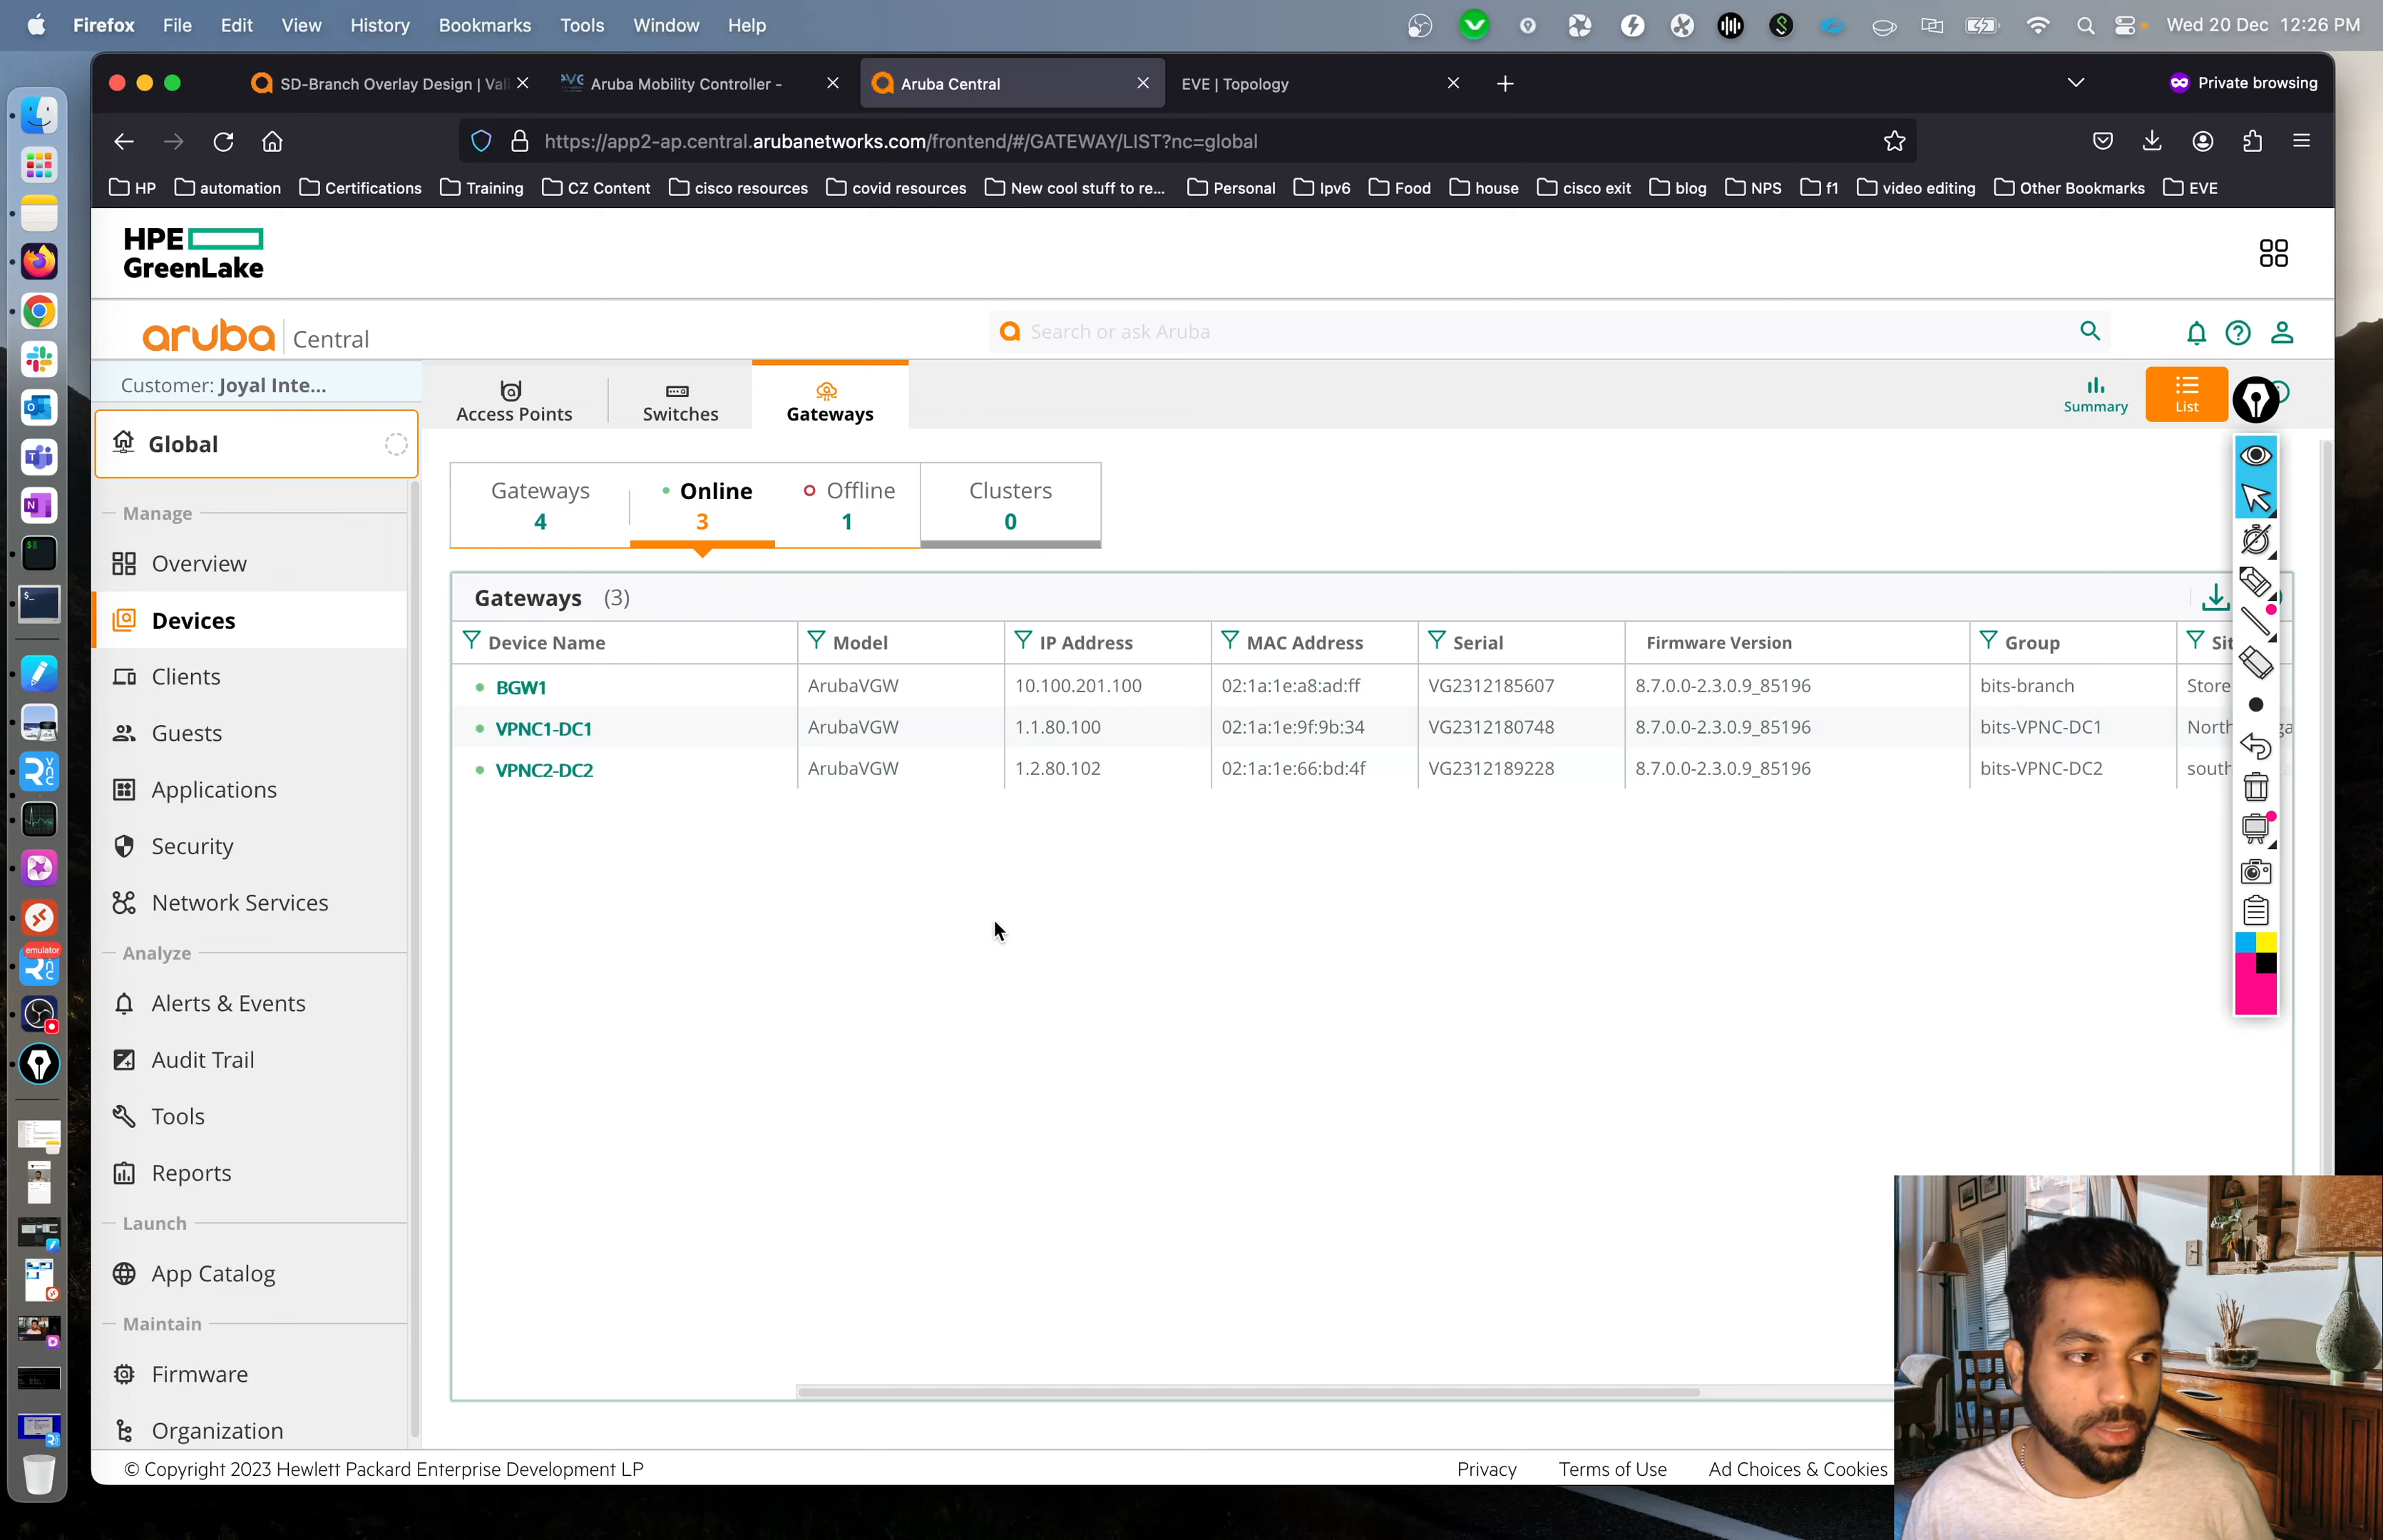 Firefox File Edit View History Bookmarks Tools Window Help
Wed 20 Dec 12:26 PM
SD-Branch Overlay Design | Vali
Aruba Mobility Controller -
Aruba Central
EVE | Topology
Private browsing
https://app2-ap.central.arubanetworks.com/frontend/#/GATEWAY/LIST?nc=global
HP automation Certifications Training CZ Content cisco resources covid resources New cool stuff to re... Personal Ipv6 Food house cisco exit blog NPS f1 video editing Other Bookmarks EVE
HPE
GreenLake
aruba Central
Search or ask Aruba
Customer: Joyal Inte...
Access Points
Switches
Gateways
Summary
List
Global
Manage
Overview
Devices
Clients
Guests
Applications
Security
Network Services
Analyze
Alerts & Events
Audit Trail
Tools
Reports
Launch
App Catalog
Maintain
Firmware
Organization
Gateways Online Offline Clusters
4 3 1 0
Gateways (3)
Device Name Model IP Address MAC Address Serial Firmware Version Group Sit
BGW1 ArubaVGW 10.100.201.100 02:1a:1e:a8:ad:ff VG2312185607 8.7.0.0-2.3.0.9_85196 bits-branch Store
VPNC1-DC1 ArubaVGW 1.1.80.100 02:1a:1e:9f:9b:34 VG2312180748 8.7.0.0-2.3.0.9_85196 bits-VPNC-DC1 North ga
VPNC2-DC2 ArubaVGW 1.2.80.102 02:1a:1e:66:bd:4f VG2312189228 8.7.0.0-2.3.0.9_85196 bits-VPNC-DC2 south
emulator
© Copyright 2023 Hewlett Packard Enterprise Development LP
Privacy Terms of Use Ad Choices & Cookies